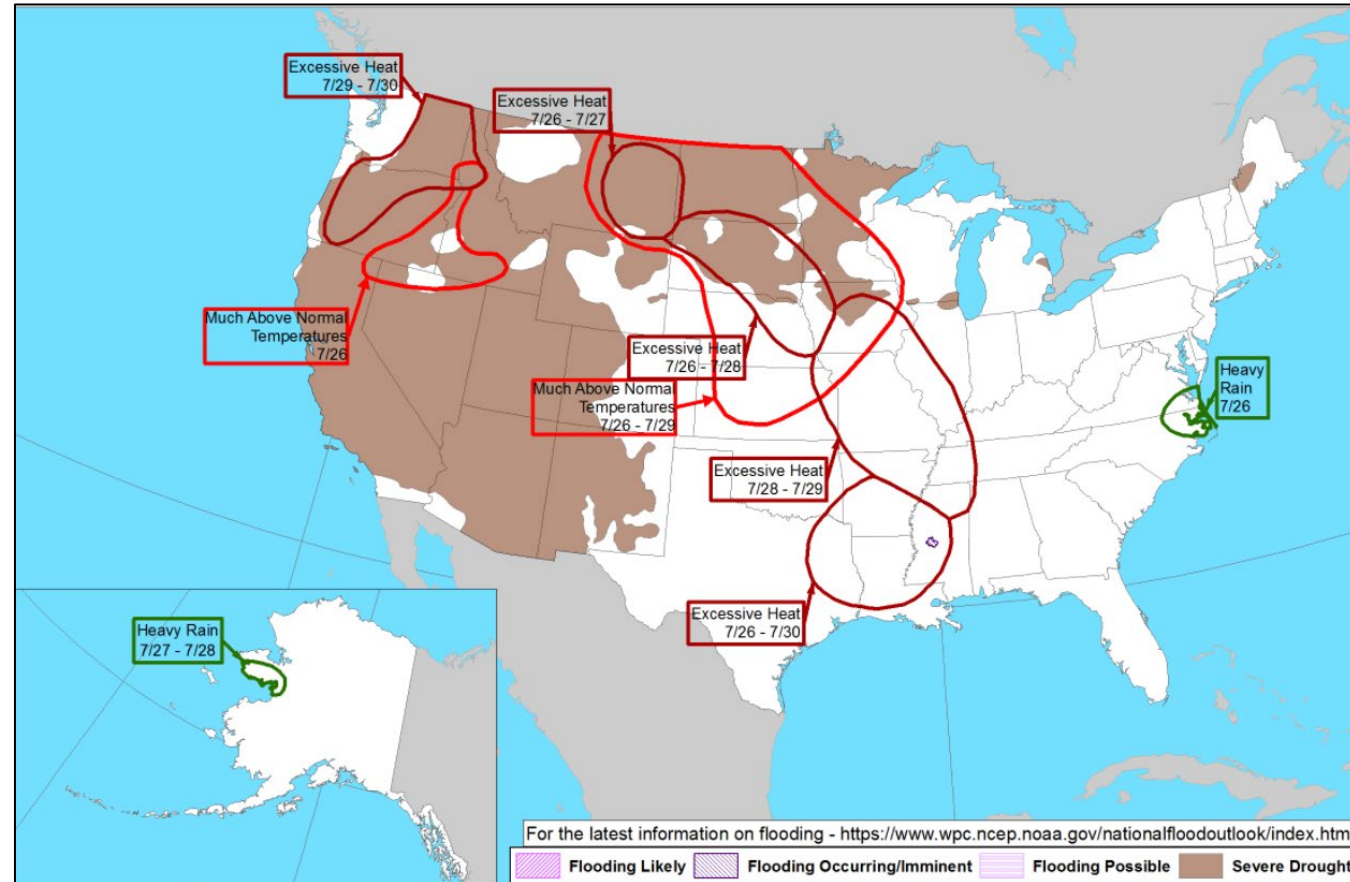 Excessive Heat
7/29 - 7/30
Excessive Heat
7/26 - 7/27
Much Above Normal
Temperatures
7/26
Excessive Heat
7/26 - 7/28
Much Above Normal
Temperatures
7/26 - 7/29
Heavy
Rain
7/26
Excessive Heat
7/28 - 7/29
Excessive Heat
7/26 - 7/30
Heavy Rain
7/27 - 7/28
For the latest information on flooding - https://www.wpc.ncep.noaa.gov/nationalfloodoutlook/index.htm
Flooding Likely
Flooding Occurring/Imminent
Flooding Possible
Severe Drought